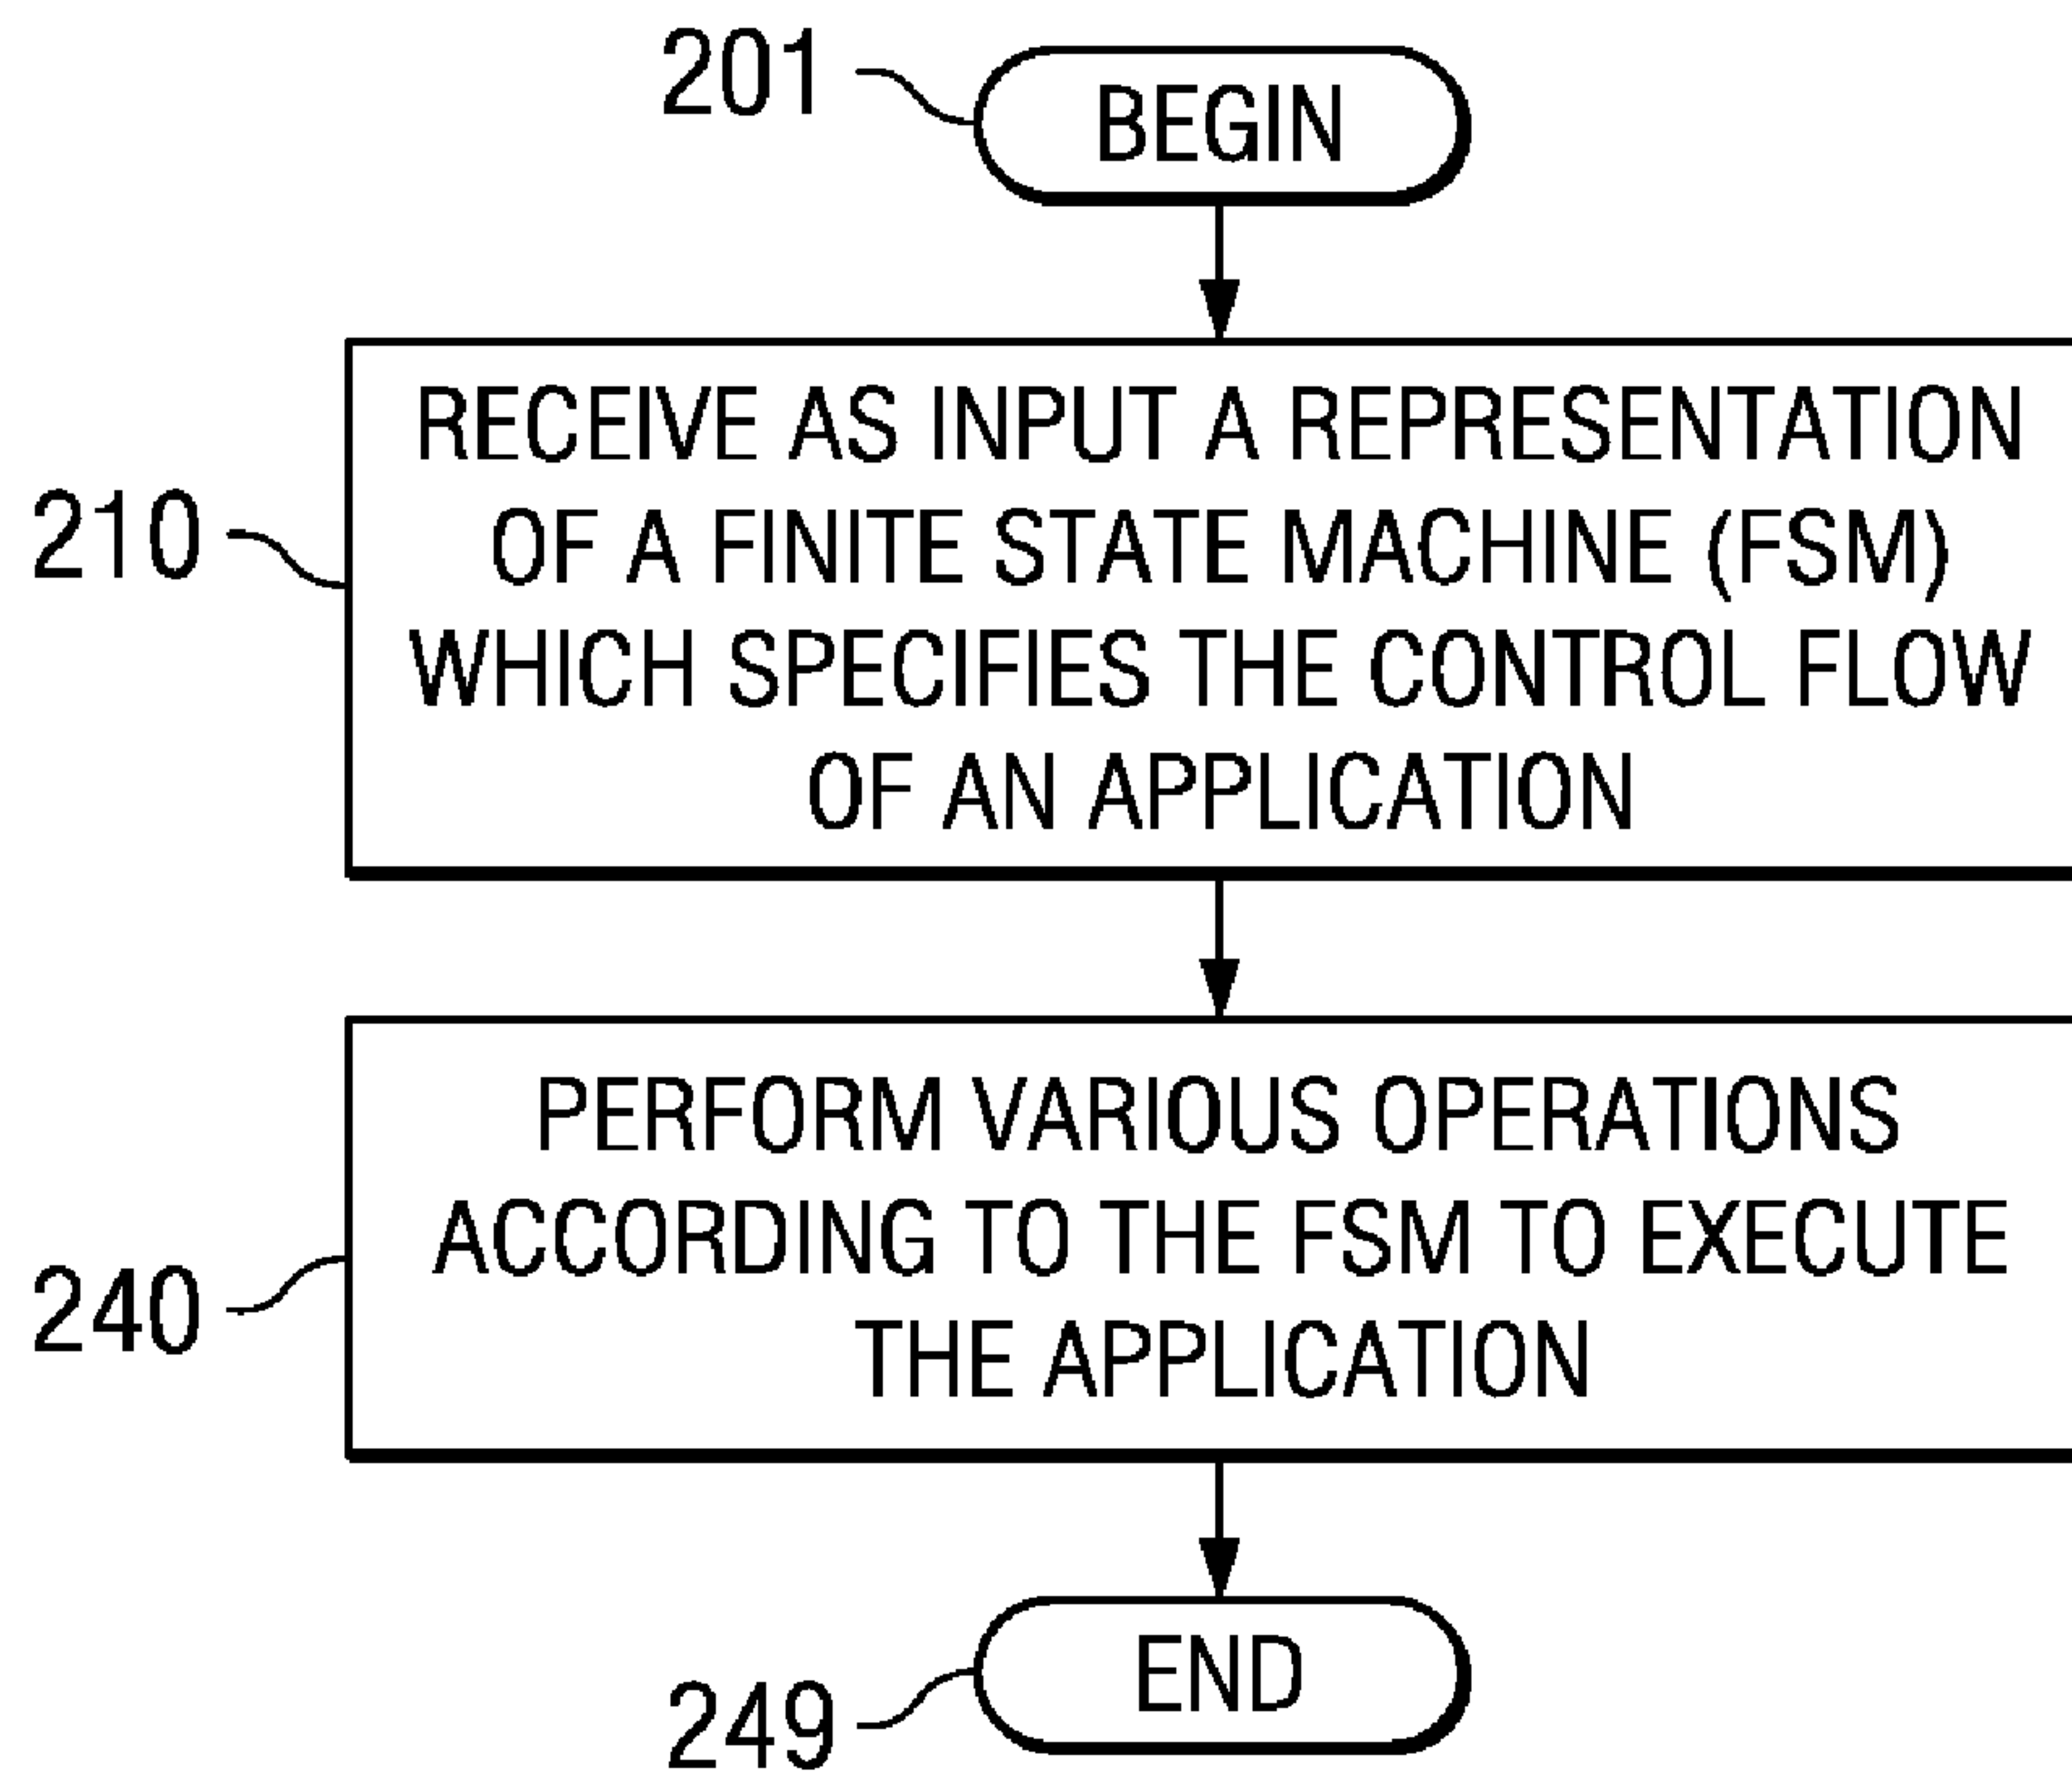 201
BEGIN
RECEIVE AS INPUT A REPRESENTATION
OF A FINITE STATE MACHINE (FSM)
210
WHICH SPECIFIES THE CONTROL FLOW
OF AN APPLICATION
PERFORM VARIOUS OPERATIONS
ACCORDING TO THE FSM TO EXECUTE
240
THE APPLICATION
END
249